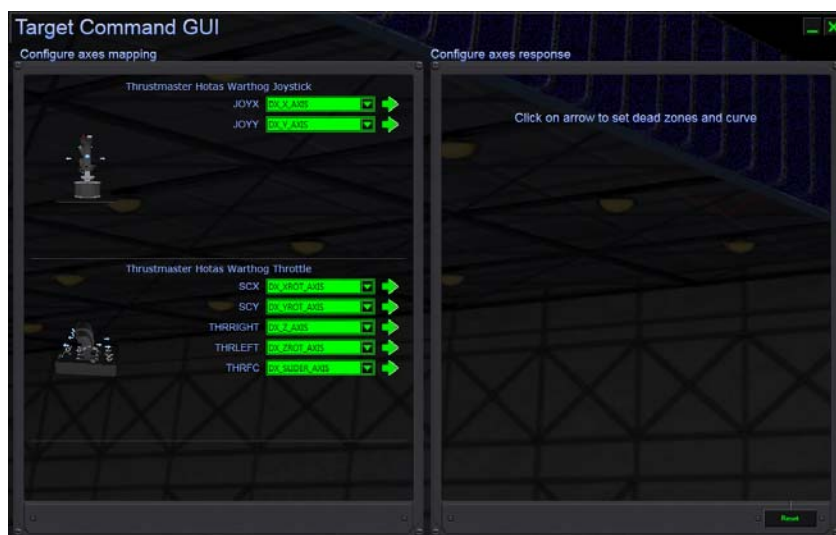 Target Command GUI
Configure axes mapping
Configure axes response
Thrustmaster Hotas Warthog Joystick
JOYX DX_X_AXIS
JOYY DX_Y_AXIS
Click on arrow to set dead zones and curve
Thrustmaster Hotas Warthog Throttle
SCX DX_XROT_AXIS
SCY DX_YROT_AXIS
THRRIGHT DX_Z_AXIS
THRLEFT DX_ZROT_AXIS
THRFC DX_SLIDER_AXIS
Reset